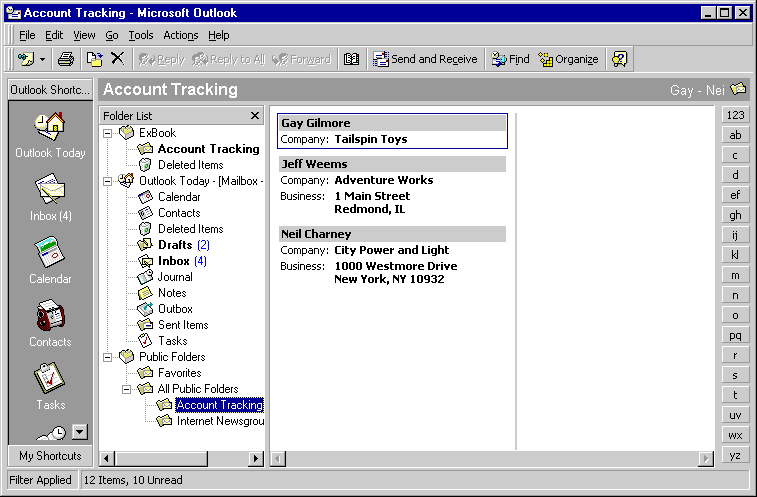 Account Tracking - Microsoft Outlook
File Edit View Go Tools Actions Help
Reply Reply to All Forward Send and Receive Find Organize
Outlook Shortc...
Account Tracking
Gay - Nei
Outlook Today
Inbox (4)
Calendar
Contacts
Tasks
My Shortcuts
Folder List
ExBook
Account Tracking
Deleted Items
Outlook Today - [Mailbox -
Calendar
Contacts
Deleted Items
Drafts (2)
Inbox (4)
Journal
Notes
Outbox
Sent Items
Tasks
Public Folders
Favorites
All Public Folders
Account Tracking
Internet Newsgrou
Gay Gilmore
Company: Tailspin Toys
Jeff Weems
Company: Adventure Works
Business: 1 Main Street
Redmond, IL
Neil Charney
Company: City Power and Light
Business: 1000 Westmore Drive
New York, NY 10932
123
ab
c
d
ef
gh
ij
kl
m
n
o
pq
r
s
t
uv
wx
yz
Filter Applied
12 Items, 10 Unread